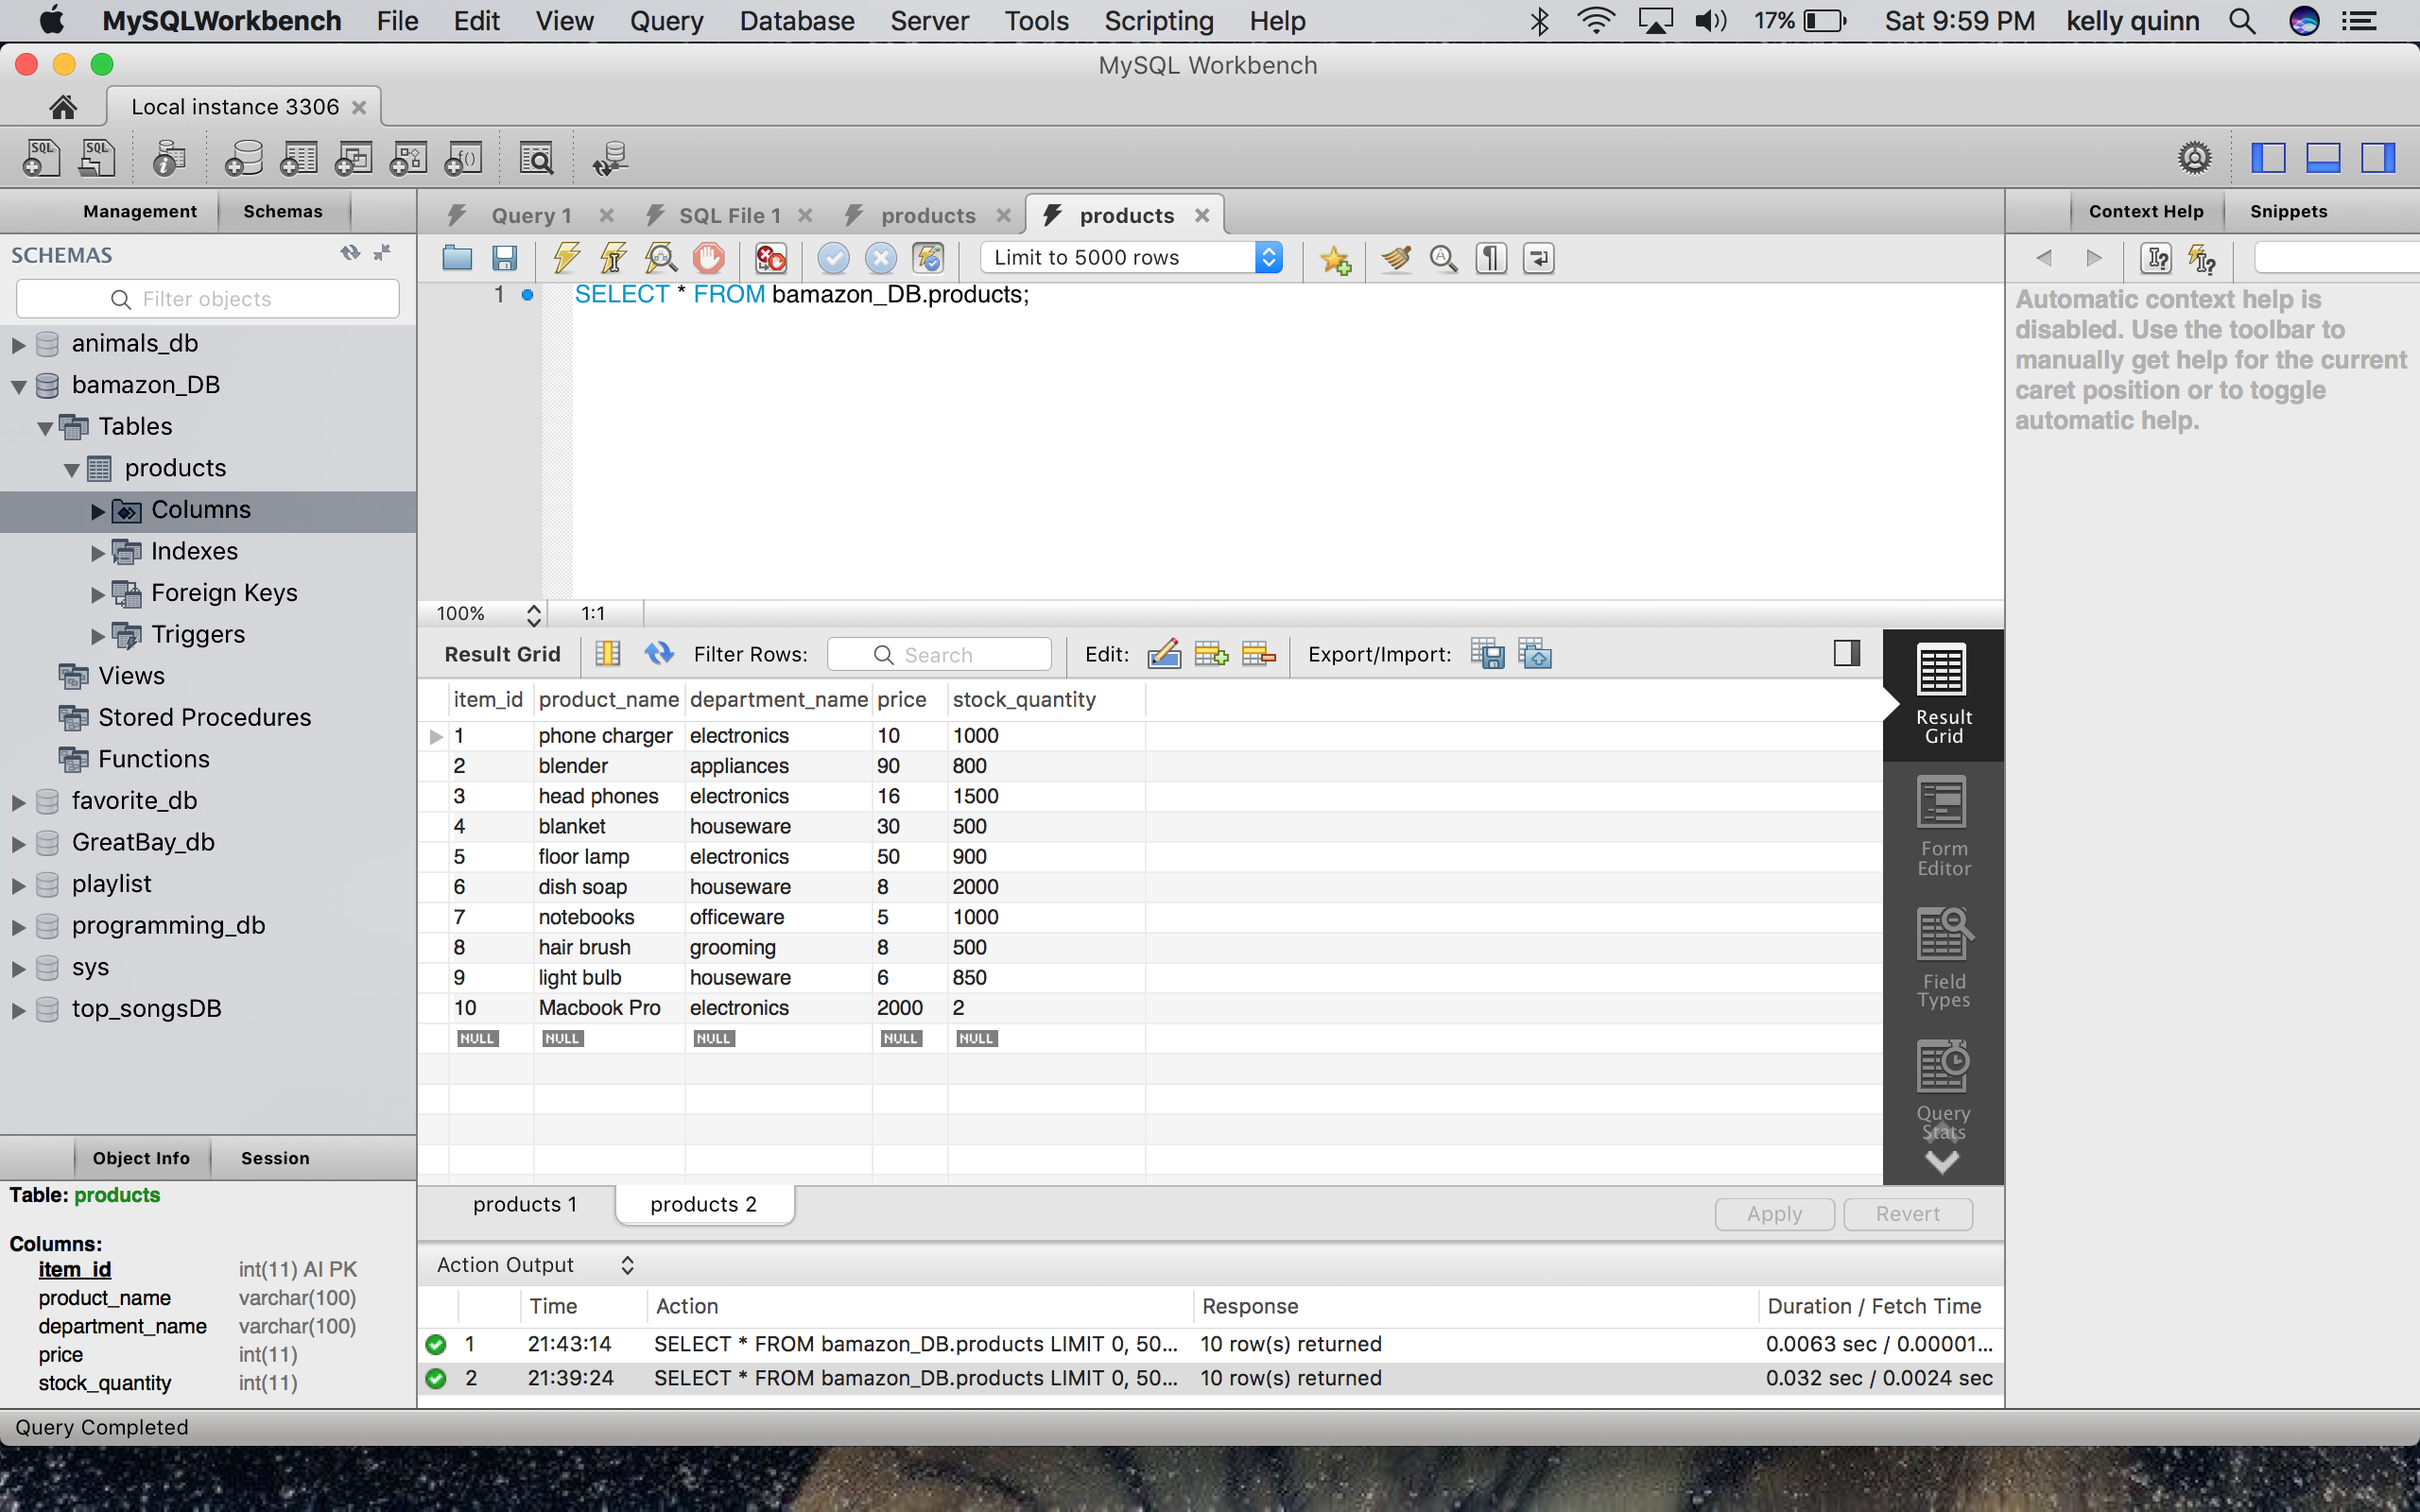 MySQLWorkbench File Edit View Query Database Server Tools Scripting Help 17% Sat 9:59 PM kelly quinn
MySQL Workbench
Local instance 3306
SQL SQL f()
Management Schemas
Query 1 SQL File 1 products products
Context Help Snippets
SCHEMAS
Filter objects
Limit to 5000 rows
1 SELECT * FROM bamazon_DB.products;
Automatic context help is
disabled. Use the toolbar to
manually get help for the current
caret position or to toggle
automatic help.
animals_db
bamazon_DB
Tables
products
Columns
Indexes
Foreign Keys
Triggers
Views
Stored Procedures
Functions
favorite_db
GreatBay_db
playlist
programming_db
sys
top_songsDB
100% 1:1
Result Grid Filter Rows: Search Edit: Export/Import:
item_id product_name department_name price stock_quantity
1 phone charger electronics 10 1000
2 blender appliances 90 800
3 head phones electronics 16 1500
4 blanket houseware 30 500
5 floor lamp electronics 50 900
6 dish soap houseware 8 2000
7 notebooks officeware 5 1000
8 hair brush grooming 8 500
9 light bulb houseware 6 850
10 Macbook Pro electronics 2000 2
NULL NULL NULL NULL NULL
Result
Grid
Form
Editor
Field
Types
Query
Stats
products 1 products 2
Apply Revert
Object Info Session
Table: products
Columns:
item_id int(11) AI PK
product_name varchar(100)
department_name varchar(100)
price int(11)
stock_quantity int(11)
Action Output
Time Action Response Duration / Fetch Time
1 21:43:14 SELECT * FROM bamazon_DB.products LIMIT 0, 50... 10 row(s) returned 0.0063 sec / 0.00001...
2 21:39:24 SELECT * FROM bamazon_DB.products LIMIT 0, 50... 10 row(s) returned 0.032 sec / 0.0024 sec
Query Completed